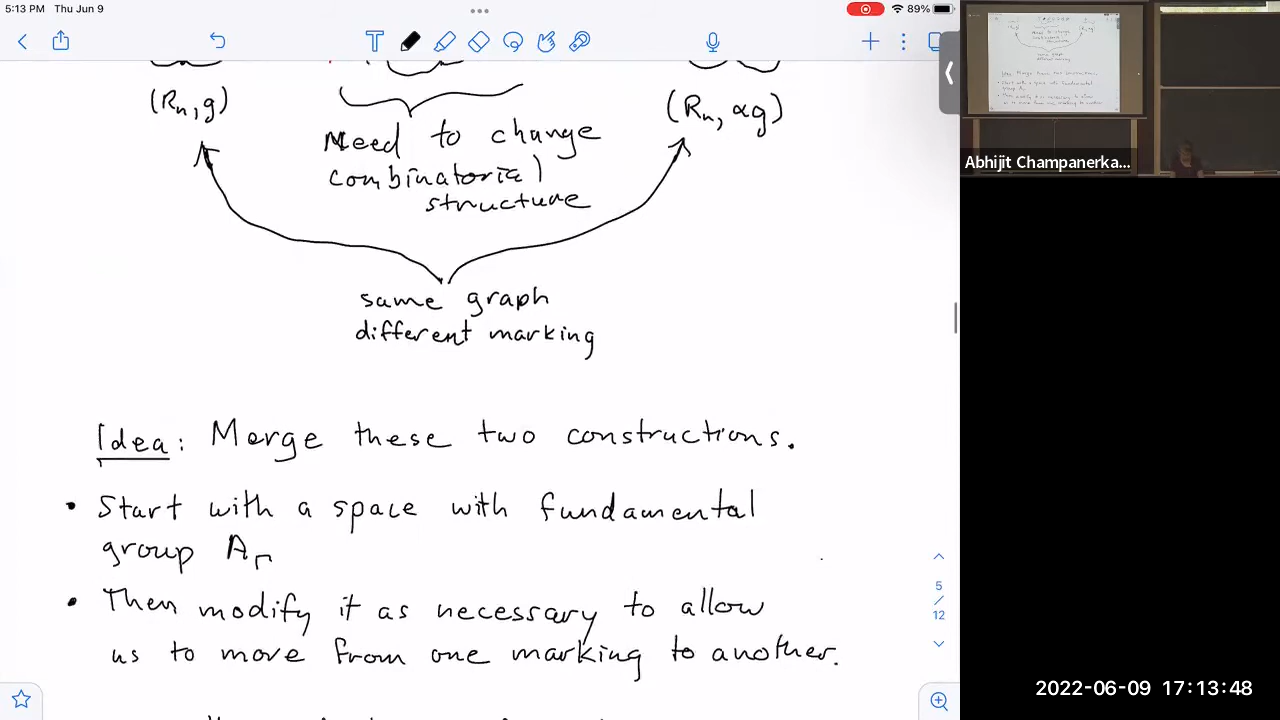 5:13 PM Thu Jun 9
89%
(Rn, g)
(Rn, αg)
Need to change
combinatorial
structure
same graph
different marking
Idea: Merge these two constructions.
• Start with a space with fundamental
group AΓ
• Then modify it as necessary to allow
us to move from one marking to another.
5
/
12
Abhijit Champanerka...
2022-06-09 17:13:48